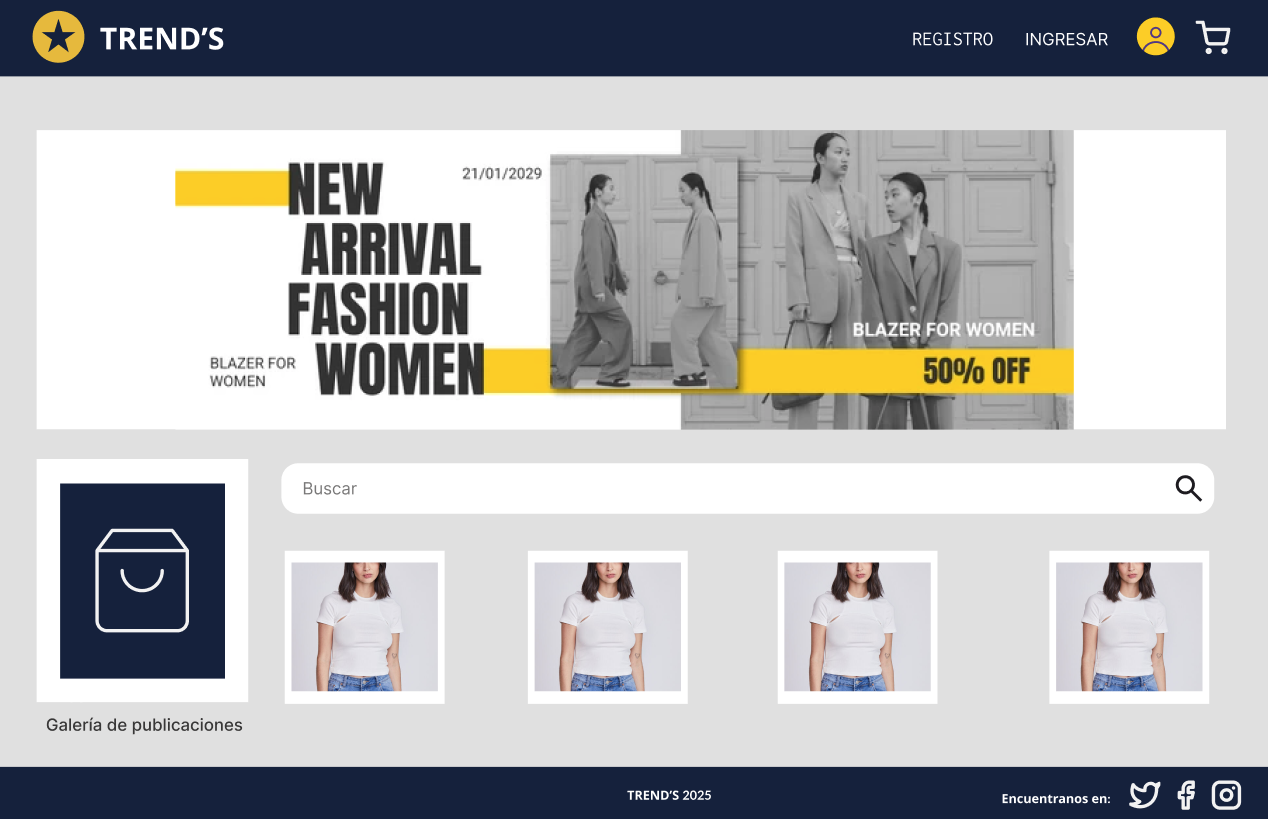 TREND’S
REGISTRO
INGRESAR
21/01/2029
NEW
ARRIVAL
FASHION
WOMEN
BLAZER FOR
WOMEN
BLAZER FOR WOMEN
50% OFF
Buscar
Galería de publicaciones
TREND’S 2025
Encuentranos en: